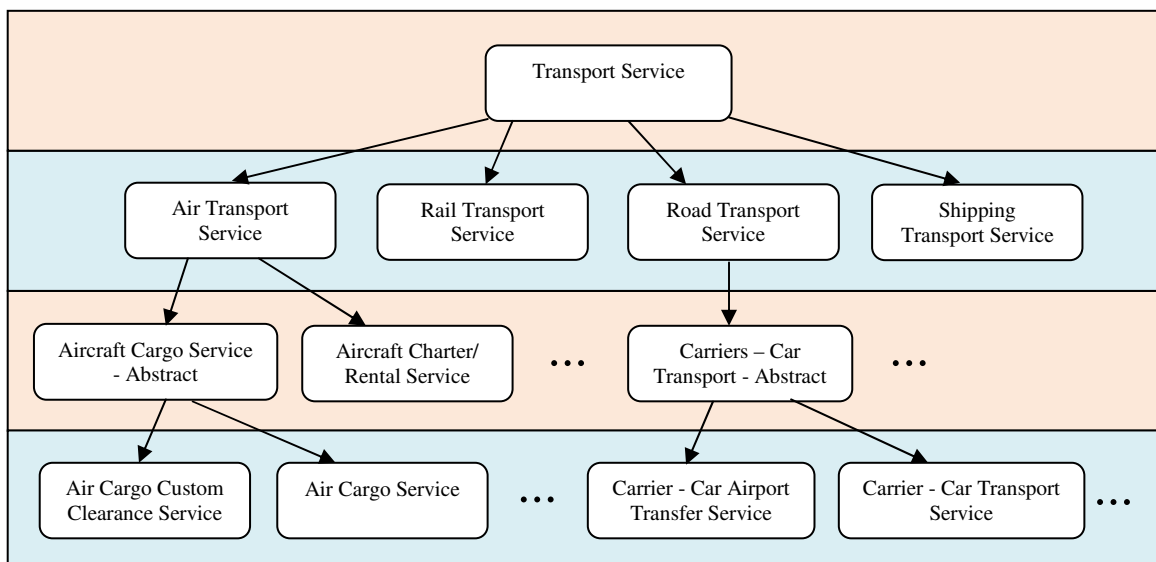 Transport Service
Air Transport
Service
Rail Transport
Service
Road Transport
Service
Shipping
Transport Service
Aircraft Cargo Service
- Abstract
Aircraft Charter/
Rental Service
...
Carriers – Car
Transport - Abstract
...
Air Cargo Custom
Clearance Service
Air Cargo Service
...
Carrier - Car Airport
Transfer Service
Carrier - Car Transport
Service
...